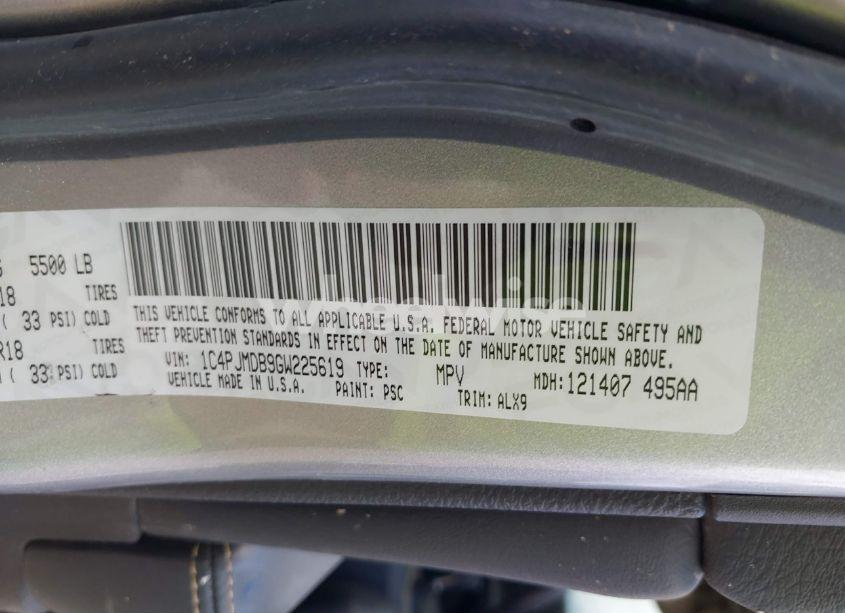 5500 LB
18 TIRES
( 33 PSI) COLD
R18 TIRES
( 33 PSI) COLD
THIS VEHICLE CONFORMS TO ALL APPLICABLE U.S.A. FEDERAL MOTOR VEHICLE SAFETY AND
THEFT PREVENTION STANDARDS IN EFFECT ON THE DATE OF MANUFACTURE SHOWN ABOVE.
VIN: 1C4PJMDB9GW225619 TYPE: MPV MDH:121407 495AA
VEHICLE MADE IN U.S.A. PAINT: PSC TRIM: ALX9